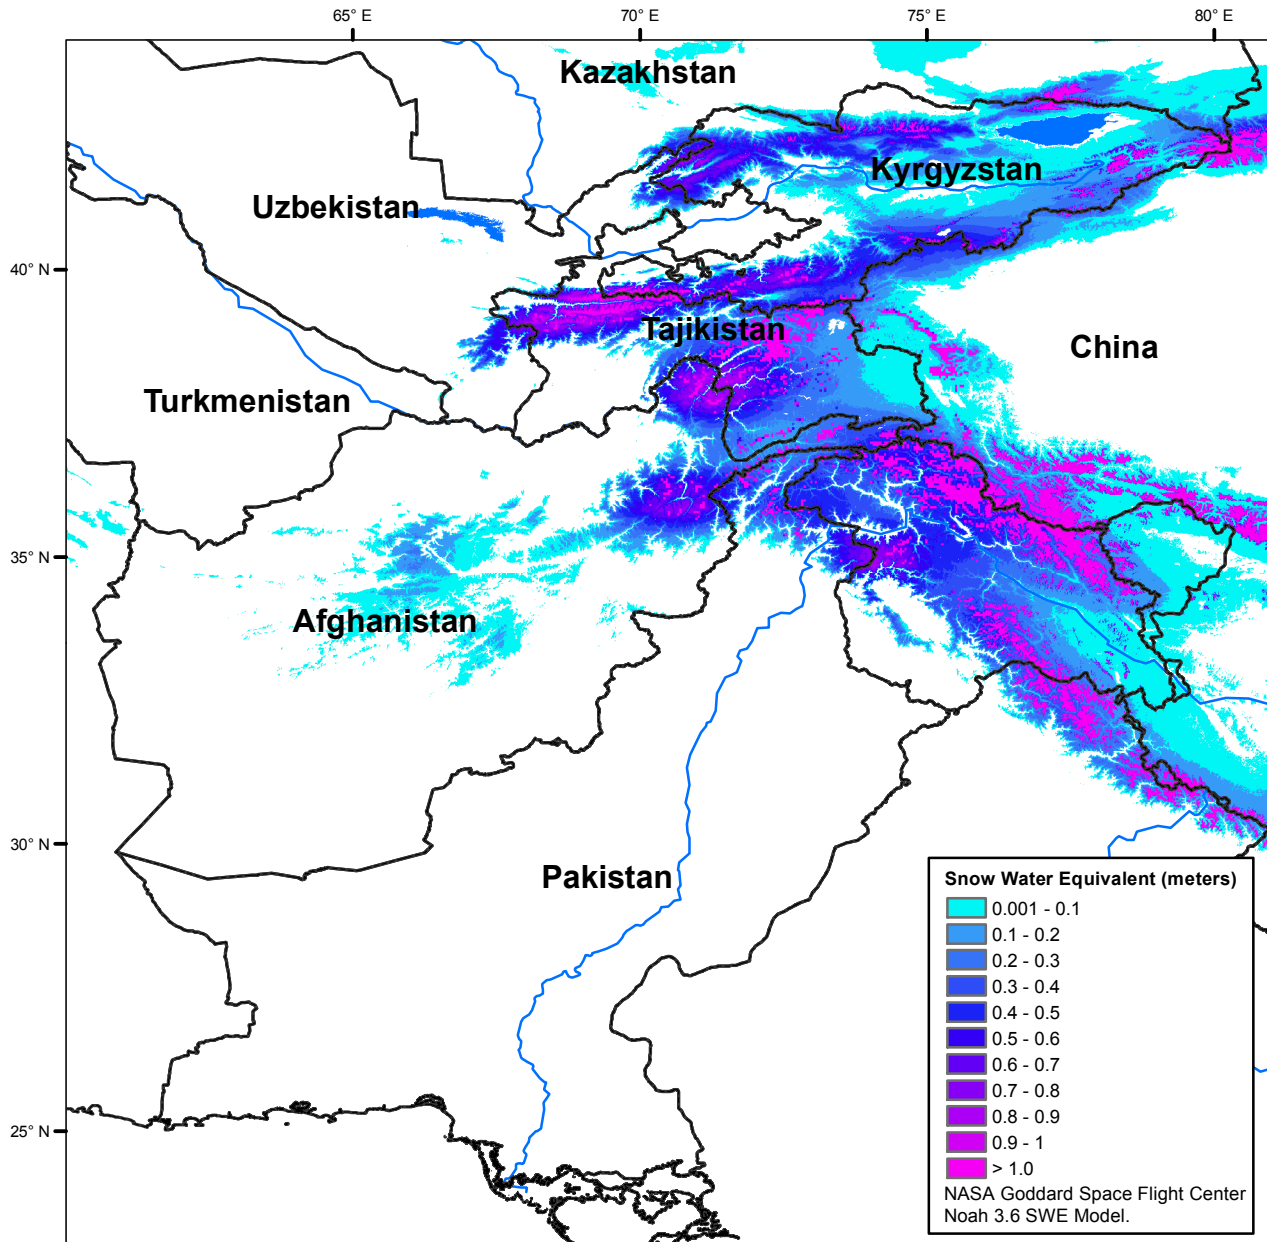 65° E
70° E
75° E
80° E
Kazakhstan
Kyrgyzstan
Uzbekistan
40° N
Tajikistan
China
Turkmenistan
35° N
Afghanistan
30° N
Pakistan
25° N
Snow Water Equivalent (meters)
0.001 - 0.1
0.1 - 0.2
0.2 - 0.3
0.3 - 0.4
0.4 - 0.5
0.5 - 0.6
0.6 - 0.7
0.7 - 0.8
0.8 - 0.9
0.9 - 1
> 1.0
NASA Goddard Space Flight Center
Noah 3.6 SWE Model.